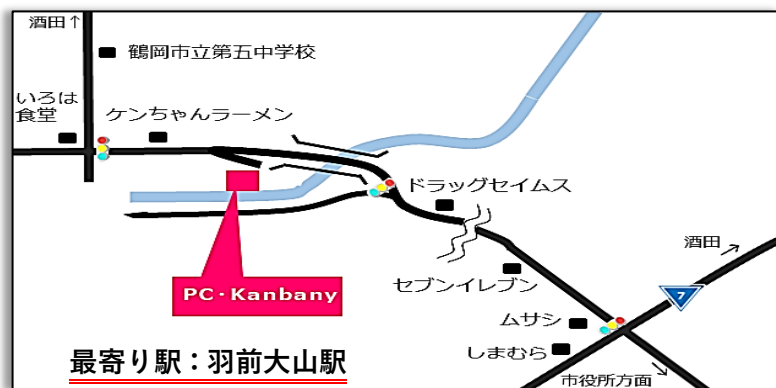 酒田↑
鶴岡市立第五中学校
いろは
食堂
ケンちゃんラーメン
ドラッグセイムス
酒田↗
セブンイレブン
7
PC・Kanbany
ムサシ
しまむら
最寄り駅：羽前大山駅
市役所方面↘